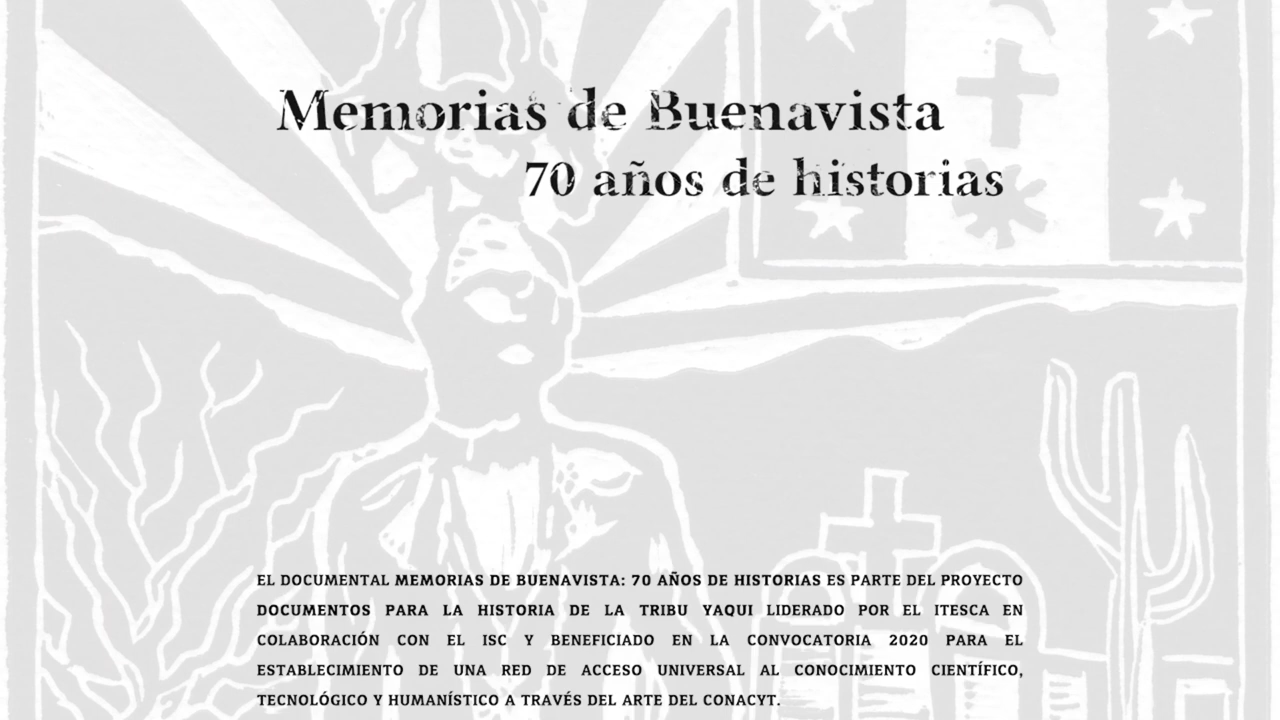 Memorias de Buenavista
70 años de historias
EL DOCUMENTAL MEMORIAS DE BUENAVISTA: 70 AÑOS DE HISTORIAS ES PARTE DEL PROYECTO
DOCUMENTOS PARA LA HISTORIA DE LA TRIBU YAQUI LIDERADO POR EL ITESCA EN
COLABORACIÓN CON EL ISC Y BENEFICIADO EN LA CONVOCATORIA 2020 PARA EL
ESTABLECIMIENTO DE UNA RED DE ACCESO UNIVERSAL AL CONOCIMIENTO CIENTÍFICO,
TECNOLÓGICO Y HUMANÍSTICO A TRAVÉS DEL ARTE DEL CONACYT.